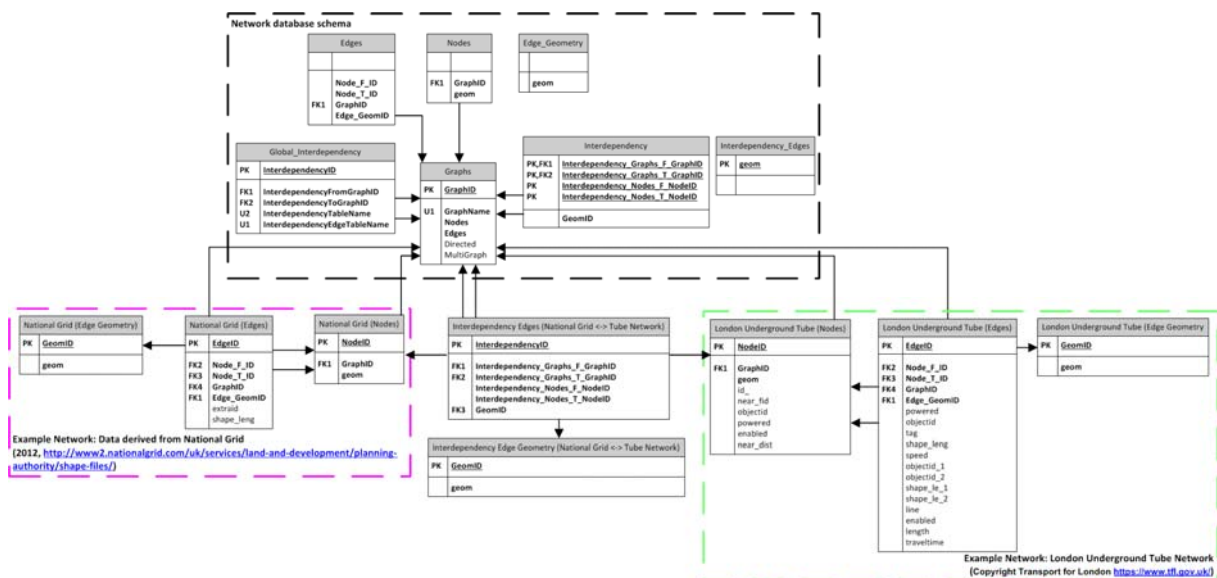 Network database schema
Edges
Node_F_ID
Node_T_ID
FK1 GraphID
Edge_GeomID
Nodes
FK1 GraphID
geom
Edge_Geometry
geom
Global_Interdependency
PK InterdependencyID
FK1 InterdependencyFromGraphID
FK2 InterdependencyToGraphID
U2 InterdependencyTableName
U1 InterdependencyEdgeTableName
Graphs
PK GraphID
U1 GraphName
Nodes
Edges
Directed
MultiGraph
Interdependency
PK,FK1 Interdependency_Graphs_F_GraphID
PK,FK2 Interdependency_Graphs_T_GraphID
PK Interdependency_Nodes_F_NodeID
PK Interdependency_Nodes_T_NodeID
GeomID
Interdependency_Edges
PK geom
National Grid (Edge Geometry)
PK GeomID
geom
National Grid (Edges)
PK EdgeID
FK2 Node_F_ID
FK3 Node_T_ID
FK4 GraphID
FK1 Edge_GeomID
extraid
shape_leng
National Grid (Nodes)
PK NodeID
FK1 GraphID
geom
Example Network: Data derived from National Grid
(2012, http://www2.nationalgrid.com/uk/services/land-and-development/planning-
authority/shape-files/)
Interdependency Edges (National Grid <-> Tube Network)
PK InterdependencyID
FK1 Interdependency_Graphs_F_GraphID
FK2 Interdependency_Graphs_T_GraphID
Interdependency_Nodes_F_NodeID
Interdependency_Nodes_T_NodeID
FK3 GeomID
Interdependency Edge Geometry (National Grid <-> Tube Network)
PK GeomID
geom
London Underground Tube (Nodes)
PK NodeID
FK1 GraphID
geom
id_
near_fid
objectid
powered
enabled
near_dist
London Underground Tube (Edges)
PK EdgeID
FK2 Node_F_ID
FK3 Node_T_ID
FK4 GraphID
FK1 Edge_GeomID
powered
objectid
tag
shape_leng
speed
objectid_1
objectid_2
shape_le_1
shape_le_2
line
enabled
length
traveltime
London Underground Tube (Edge Geometry
PK GeomID
geom
Example Network: London Underground Tube Network
(Copyright Transport for London https://www.tfl.gov.uk/)